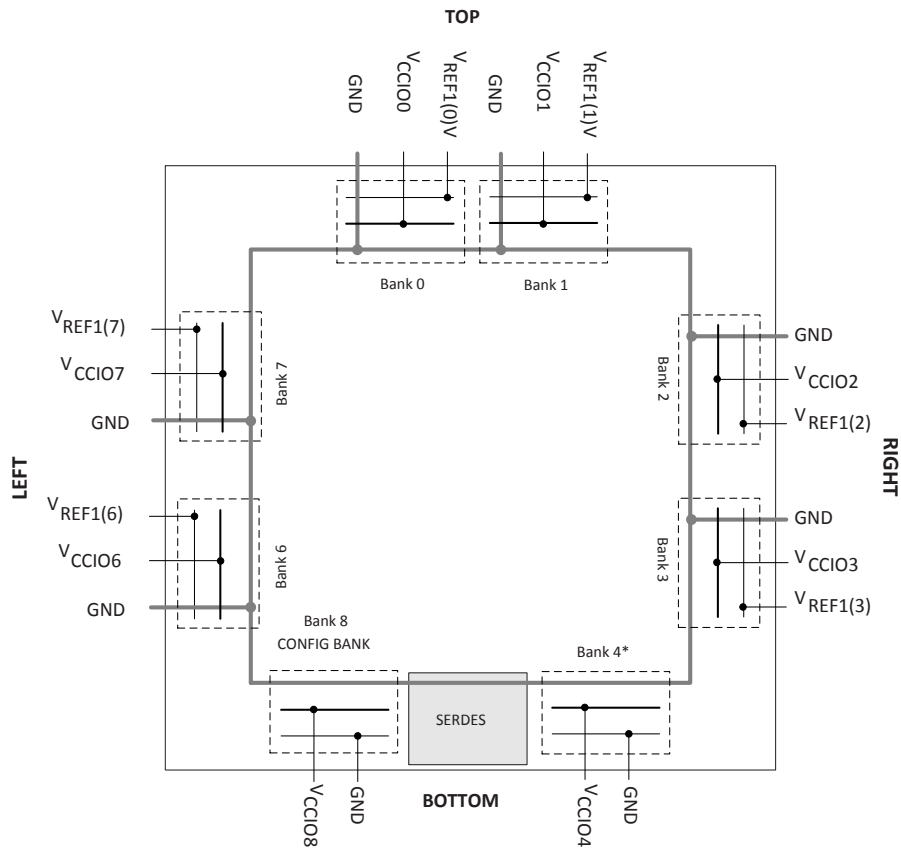 TOP
GND
VCCIO0
VREF1(0)V
GND
VCCIO1
VREF1(1)V
Bank 0
Bank 1
VREF1(7)
VCCIO7
GND
Bank 7
Bank 2
GND
VCCIO2
VREF1(2)
LEFT
RIGHT
VREF1(6)
VCCIO6
GND
Bank 6
Bank 3
GND
VCCIO3
VREF1(3)
Bank 8
CONFIG BANK
Bank 4*
SERDES
VCCIO8
GND
BOTTOM
VCCIO4
GND